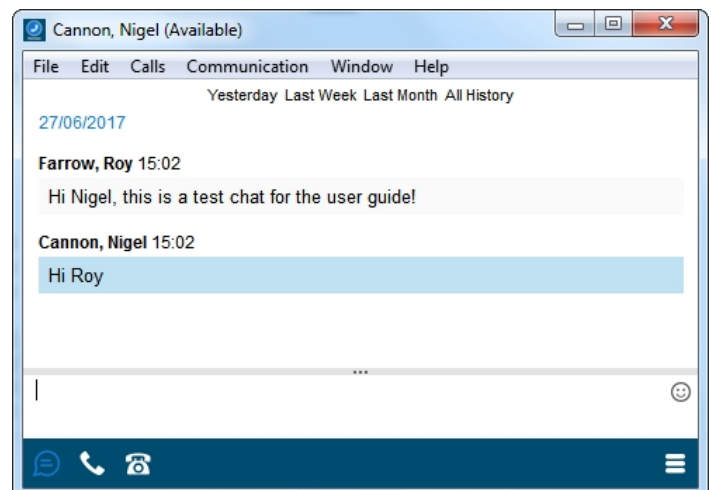 Cannon, Nigel (Available)
File Edit Calls Communication Window Help
Yesterday Last Week Last Month All History
27/06/2017
Farrow, Roy 15:02
Hi Nigel, this is a test chat for the user guide!
Cannon, Nigel 15:02
Hi Roy